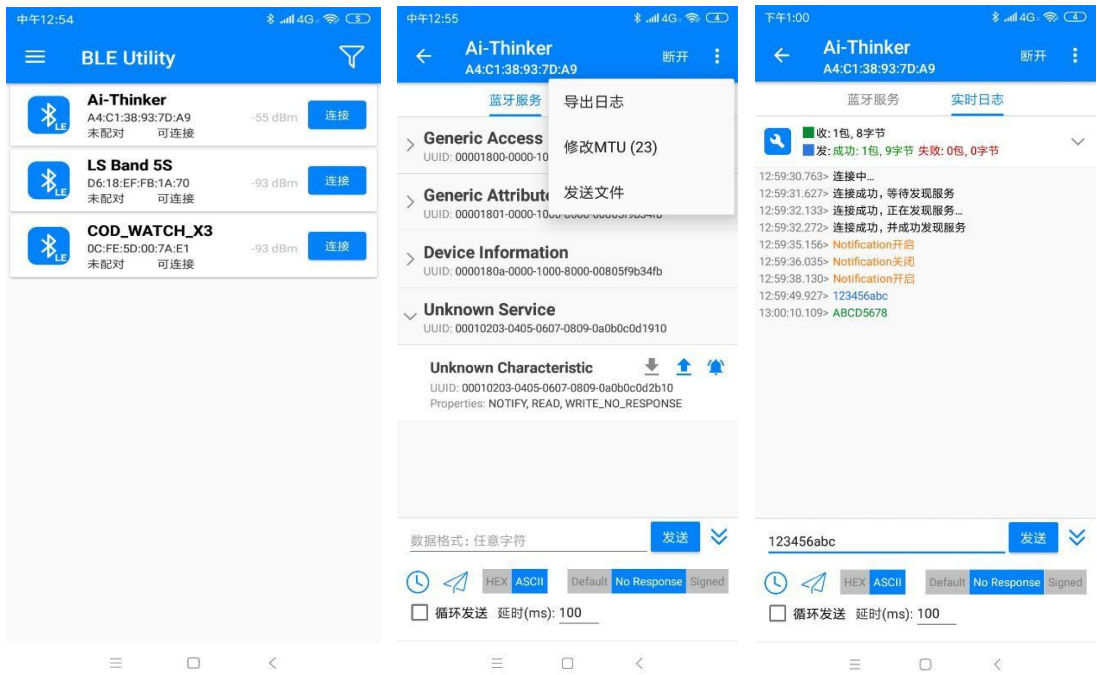 中午12:54
4G
5
BLE Utility
Ai-Thinker
A4:C1:38:93:7D:A9
-55 dBm
连接
未配对 可连接
LE
LS Band 5S
D6:18:EF:FB:1A:70
-93 dBm
连接
未配对 可连接
LE
COD_WATCH_X3
0C:FE:5D:00:7A:E1
-93 dBm
连接
未配对 可连接
LE
中午12:55
4G
4
Ai-Thinker
A4:C1:38:93:7D:A9
断开
蓝牙服务
导出日志
修改MTU (23)
发送文件
Generic Access
UUID: 00001800-0000-10
Generic Attribut
UUID: 00001801-0000-1000-8000-00805f9b34fb
Device Information
UUID: 0000180a-0000-1000-8000-00805f9b34fb
Unknown Service
UUID: 00010203-0405-0607-0809-0a0b0c0d1910
Unknown Characteristic
UUID: 00010203-0405-0607-0809-0a0b0c0d2b10
Properties: NOTIFY, READ, WRITE_NO_RESPONSE
数据格式: 任意字符
发送
HEX ASCII Default No Response Signed
循环发送 延时(ms): 100
下午1:00
4G
4
Ai-Thinker
A4:C1:38:93:7D:A9
断开
蓝牙服务 实时日志
收: 1包, 8字节
发: 成功: 1包, 9字节 失败: 0包, 0字节
12:59:30.763> 连接中...
12:59:31.627> 连接成功，等待发现服务
12:59:32.133> 连接成功，正在发现服务...
12:59:32.272> 连接成功，并成功发现服务
12:59:35.156> Notification开启
12:59:36.035> Notification关闭
12:59:38.130> Notification开启
12:59:49.927> 123456abc
13:00:10.109> ABCD5678
123456abc
发送
HEX ASCII Default No Response Signed
循环发送 延时(ms): 100